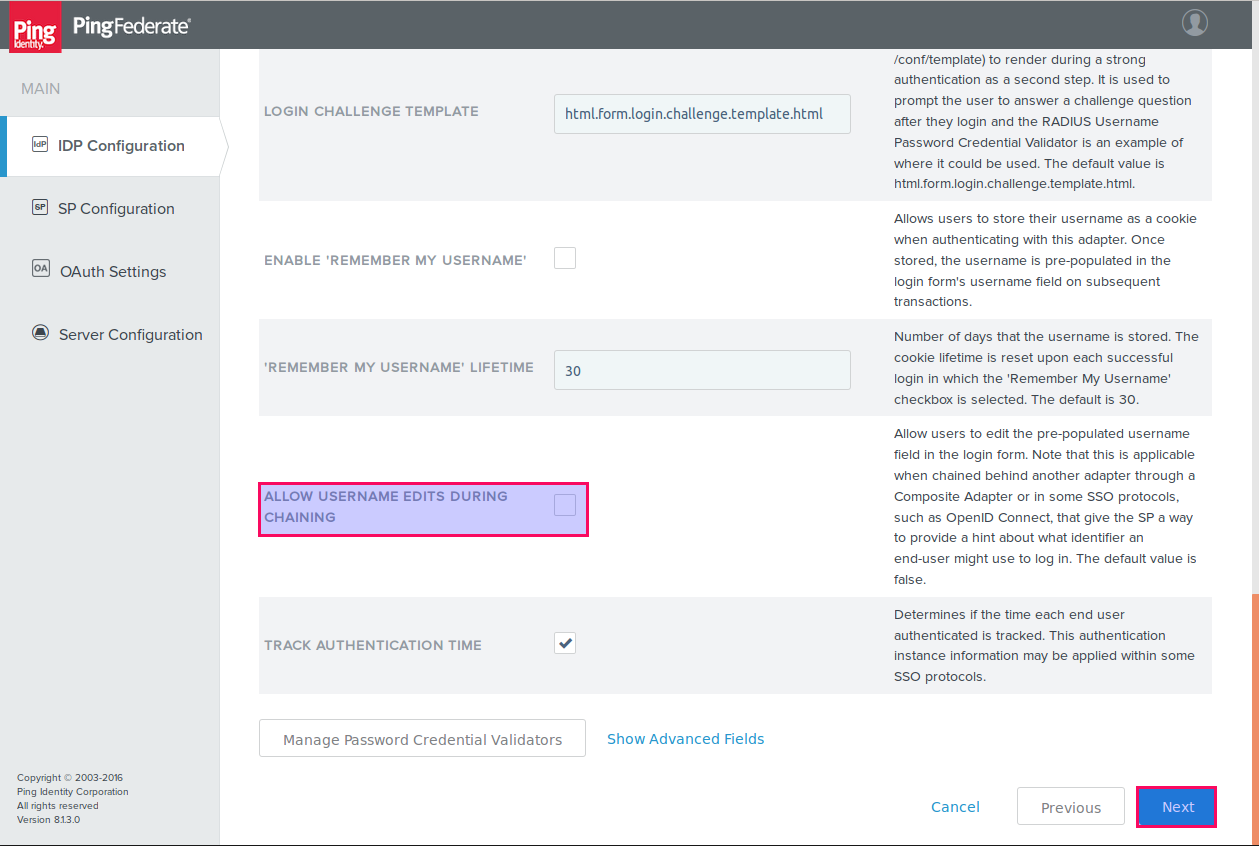 Ping
Identity.
PingFederate®
MAIN
IdP IDP Configuration
SP SP Configuration
OA OAuth Settings
Server Configuration
/conf/template) to render during a strong
authentication as a second step. It is used to
prompt the user to answer a challenge question
after they login and the RADIUS Username
Password Credential Validator is an example of
where it could be used. The default value is
html.form.login.challenge.template.html.
LOGIN CHALLENGE TEMPLATE
html.form.login.challenge.template.html
ENABLE 'REMEMBER MY USERNAME'
Allows users to store their username as a cookie
when authenticating with this adapter. Once
stored, the username is pre-populated in the
login form's username field on subsequent
transactions.
'REMEMBER MY USERNAME' LIFETIME
30
Number of days that the username is stored. The
cookie lifetime is reset upon each successful
login in which the 'Remember My Username'
checkbox is selected. The default is 30.
ALLOW USERNAME EDITS DURING
CHAINING
Allow users to edit the pre-populated username
field in the login form. Note that this is applicable
when chained behind another adapter through a
Composite Adapter or in some SSO protocols,
such as OpenID Connect, that give the SP a way
to provide a hint about what identifier an
end-user might use to log in. The default value is
false.
TRACK AUTHENTICATION TIME
Determines if the time each end user
authenticated is tracked. This authentication
instance information may be applied within some
SSO protocols.
Manage Password Credential Validators
Show Advanced Fields
Cancel
Previous
Next
Copyright © 2003-2016
Ping Identity Corporation
All rights reserved
Version 8.1.3.0